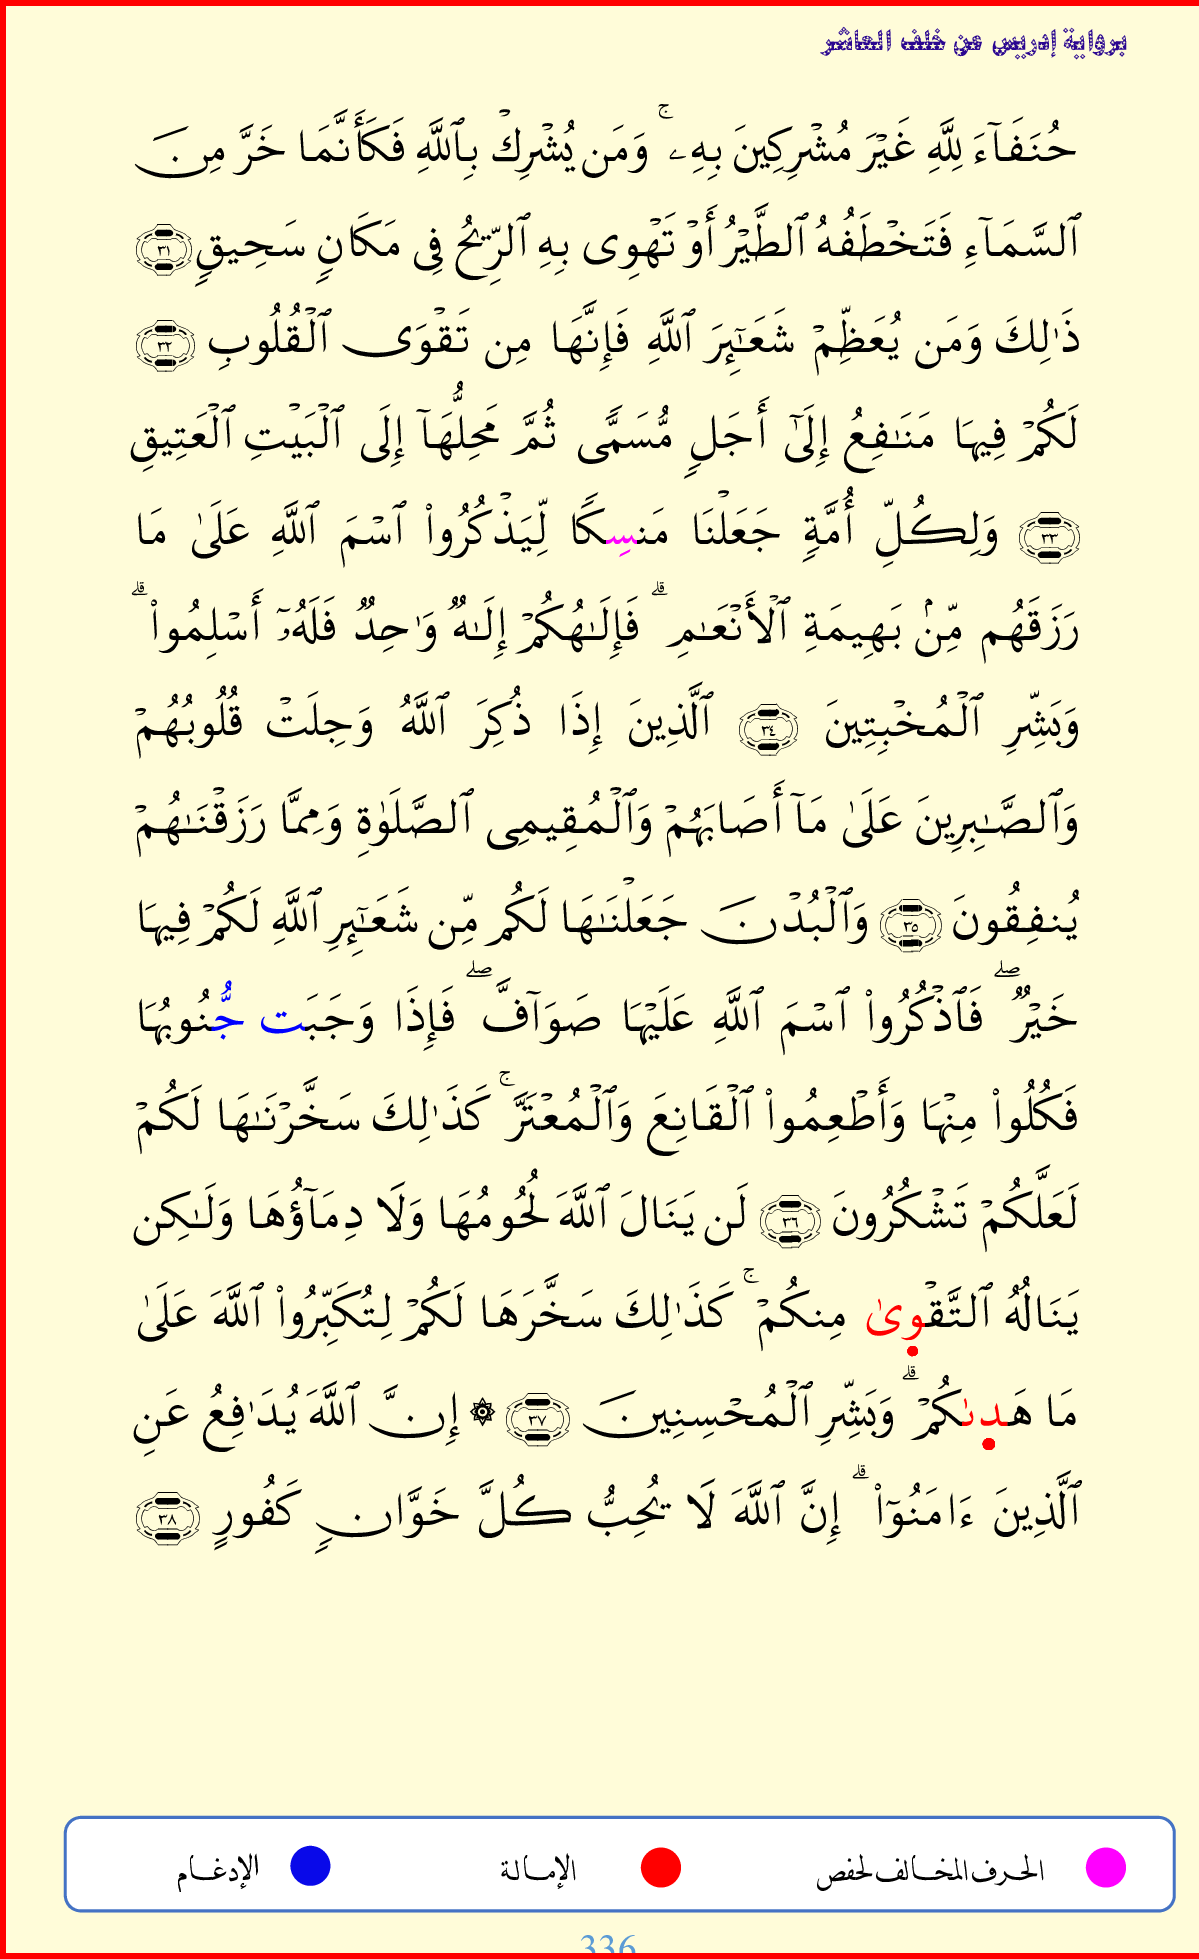 برواية إدريس عن خلف العاشر
حُنَفَآءَ لِلَّهِ غَيْرَ مُشْرِكِينَ بِهِۦ ۚ وَمَن يُشْرِكْ بِٱللَّهِ فَكَأَنَّمَا خَرَّ مِنَ
ٱلسَّمَآءِ فَتَخْطَفُهُ ٱلطَّيْرُ أَوْ تَهْوِى بِهِ ٱلرِّيحُ فِى مَكَانٍ سَحِيقٍ ٣١
ذَٰلِكَ وَمَن يُعَظِّمْ شَعَـٰٓئِرَ ٱللَّهِ فَإِنَّهَا مِن تَقْوَى ٱلْقُلُوبِ ٣٢
لَكُمْ فِيهَا مَنَـٰفِعُ إِلَىٰٓ أَجَلٍ مُّسَمًّى ثُمَّ مَحِلُّهَآ إِلَى ٱلْبَيْتِ ٱلْعَتِيقِ
٣٣ وَلِكُلِّ أُمَّةٍ جَعَلْنَا مَنسِكًا لِّيَذْكُرُوا۟ ٱسْمَ ٱللَّهِ عَلَىٰ مَا
رَزَقَهُم مِّنۢ بَهِيمَةِ ٱلْأَنْعَـٰمِ ۗ فَإِلَـٰهُكُمْ إِلَـٰهٌ وَٰحِدٌ فَلَهُۥٓ أَسْلِمُوا۟ ۗ
وَبَشِّرِ ٱلْمُخْبِتِينَ ٣٤ ٱلَّذِينَ إِذَا ذُكِرَ ٱللَّهُ وَجِلَتْ قُلُوبُهُمْ
وَٱلصَّـٰبِرِينَ عَلَىٰ مَآ أَصَابَهُمْ وَٱلْمُقِيمِى ٱلصَّلَوٰةِ وَمِمَّا رَزَقْنَـٰهُمْ
يُنفِقُونَ ٣٥ وَٱلْبُدْنَ جَعَلْنَـٰهَا لَكُم مِّن شَعَـٰٓئِرِ ٱللَّهِ لَكُمْ فِيهَا
خَيْرٌ ۖ فَٱذْكُرُوا۟ ٱسْمَ ٱللَّهِ عَلَيْهَا صَوَآفَّ ۖ فَإِذَا وَجَبَت جُّنُوبُهَا
فَكُلُوا۟ مِنْهَا وَأَطْعِمُوا۟ ٱلْقَانِعَ وَٱلْمُعْتَرَّ ۚ كَذَٰلِكَ سَخَّرْنَـٰهَا لَكُمْ
لَعَلَّكُمْ تَشْكُرُونَ ٣٦ لَن يَنَالَ ٱللَّهَ لُحُومُهَا وَلَا دِمَآؤُهَا وَلَـٰكِن
يَنَالُهُ ٱلتَّقْوِىٰ مِنكُمْ ۚ كَذَٰلِكَ سَخَّرَهَا لَكُمْ لِتُكَبِّرُوا۟ ٱللَّهَ عَلَىٰ
مَا هَدِىٰكُمْ ۗ وَبَشِّرِ ٱلْمُحْسِنِينَ ٣٧ ۞ إِنَّ ٱللَّهَ يُدَٰفِعُ عَنِ
ٱلَّذِينَ ءَامَنُوٓا۟ ۗ إِنَّ ٱللَّهَ لَا يُحِبُّ كُلَّ خَوَّانٍ كَفُورٍ ٣٨
الحرف المخالف لحفص الإمالة الإدغام
336